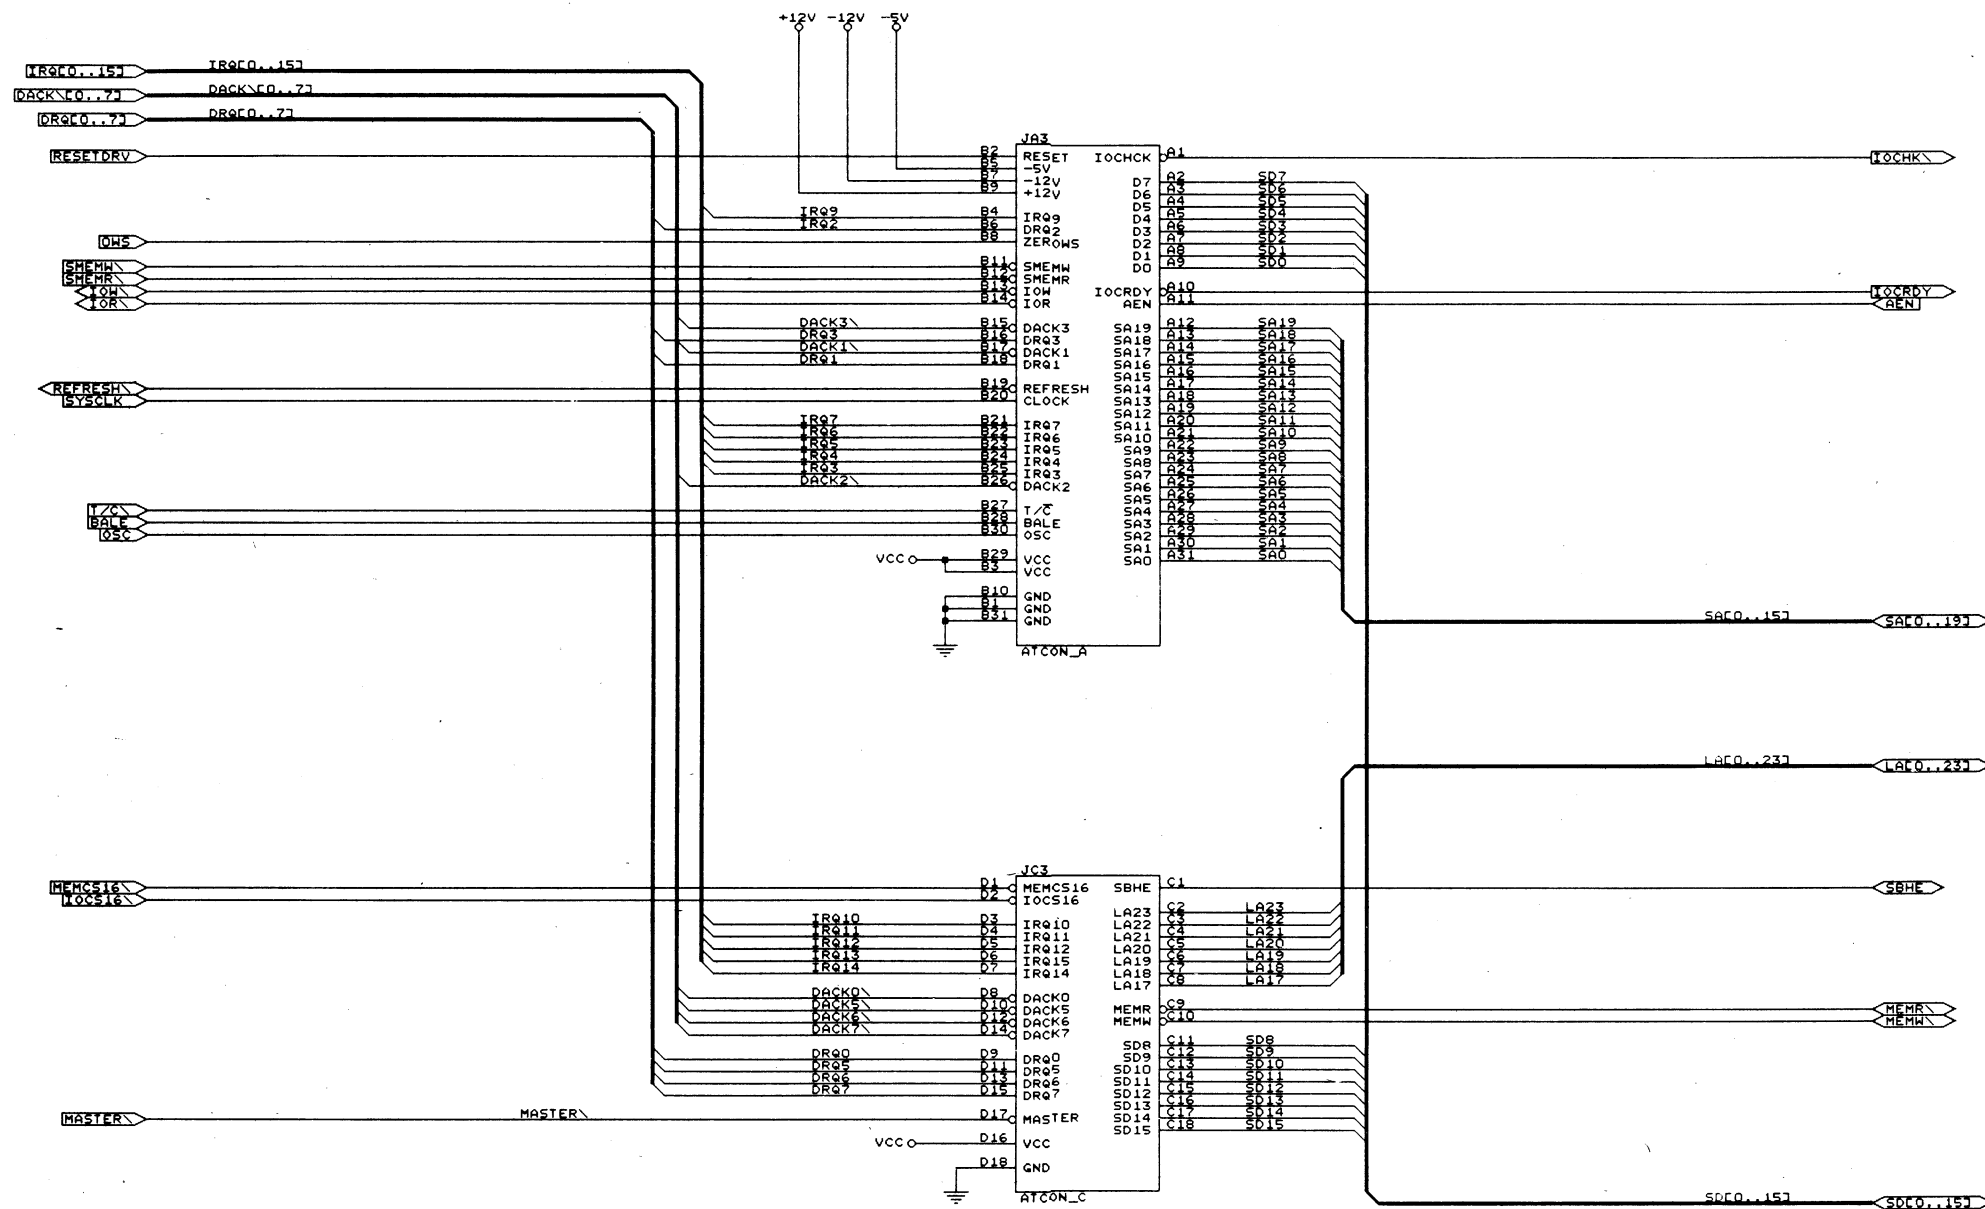 +12V -12V -5V
IRQ[0..15] IRQ[0..15]
DACK\[0..7] DACK\[0..7]
DRQ[0..7] DRQ[0..7]
JA3
RESETDRV B2 RESET IOCHCK A1 IOCHK\
B5 -5V
B7 -12V D7 A2 SD7
B9 +12V D6 A3 SD6
D5 A4 SD5
IRQ9 B4 IRQ9 D4 A5 SD4
IRQ2 B6 DRQ2 D3 A6 SD3
OWS B8 ZEROWS D2 A7 SD2
D1 A8 SD1
SMEMW\ B11 SMEMW D0 A9 SD0
SMEMR\ B12 SMEMR
IOW\ B13 IOW IOCRDY A10 IOCRDY
IOR\ B14 IOR AEN A11 AEN
DACK3\ B15 DACK3 SA19 A12 SA19
DRQ3 B16 DRQ3 SA18 A13 SA18
DACK1\ B17 DACK1 SA17 A14 SA17
DRQ1 B18 DRQ1 SA16 A15 SA16
SA15 A16 SA15
REFRESH\ B19 REFRESH SA14 A17 SA14
SYSCLK B20 CLOCK SA13 A18 SA13
SA12 A19 SA12
IRQ7 B21 IRQ7 SA11 A20 SA11
IRQ6 B22 IRQ6 SA10 A21 SA10
IRQ5 B23 IRQ5 SA9 A22 SA9
IRQ4 B24 IRQ4 SA8 A23 SA8
IRQ3 B25 IRQ3 SA7 A24 SA7
DACK2\ B26 DACK2 SA6 A25 SA6
SA5 A26 SA5
T/C\ B27 T/C̅ SA4 A27 SA4
BALE B28 BALE SA3 A28 SA3
OSC B30 OSC SA2 A29 SA2
SA1 A30 SA1
VCC B29 VCC SA0 A31 SA0
B3 VCC
B10 GND
B1 GND
B31 GND
SA[0..15] SA[0..19]
ATCON_A
LA[0..23] LA[0..23]
JC3
MEMCS16\ D1 MEMCS16 SBHE C1 SBHE
IOCS16\ D2 IOCS16
LA23 C2 LA23
IRQ10 D3 IRQ10 LA22 C3 LA22
IRQ11 D4 IRQ11 LA21 C4 LA21
IRQ12 D5 IRQ12 LA20 C5 LA20
IRQ13 D6 IRQ15 LA19 C6 LA19
IRQ14 D7 IRQ14 LA18 C7 LA18
LA17 C8 LA17
DACK0\ D8 DACK0
DACK5\ D10 DACK5 MEMR C9 MEMR\
DACK6\ D12 DACK6 MEMW C10 MEMW\
DACK7\ D14 DACK7
SD8 C11 SD8
DRQ0 D9 DRQ0 SD9 C12 SD9
DRQ5 D11 DRQ5 SD10 C13 SD10
DRQ6 D13 DRQ6 SD11 C14 SD11
DRQ7 D15 DRQ7 SD12 C15 SD12
SD13 C16 SD13
MASTER\ MASTER\ D17 MASTER SD14 C17 SD14
SD15 C18 SD15
VCC D16 VCC
D18 GND
ATCON_C
SD[0..15] SD[0..15]